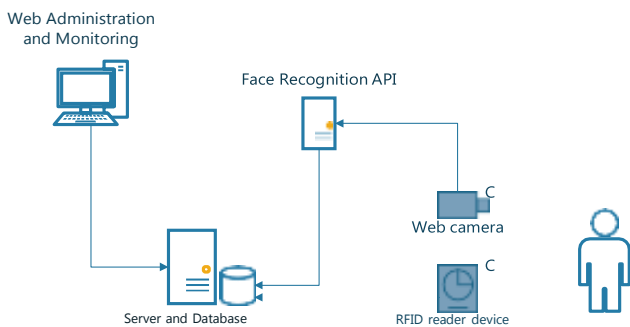 Web Administration
and Monitoring
Face Recognition API
C
Web camera
C
Server and Database
RFID reader device